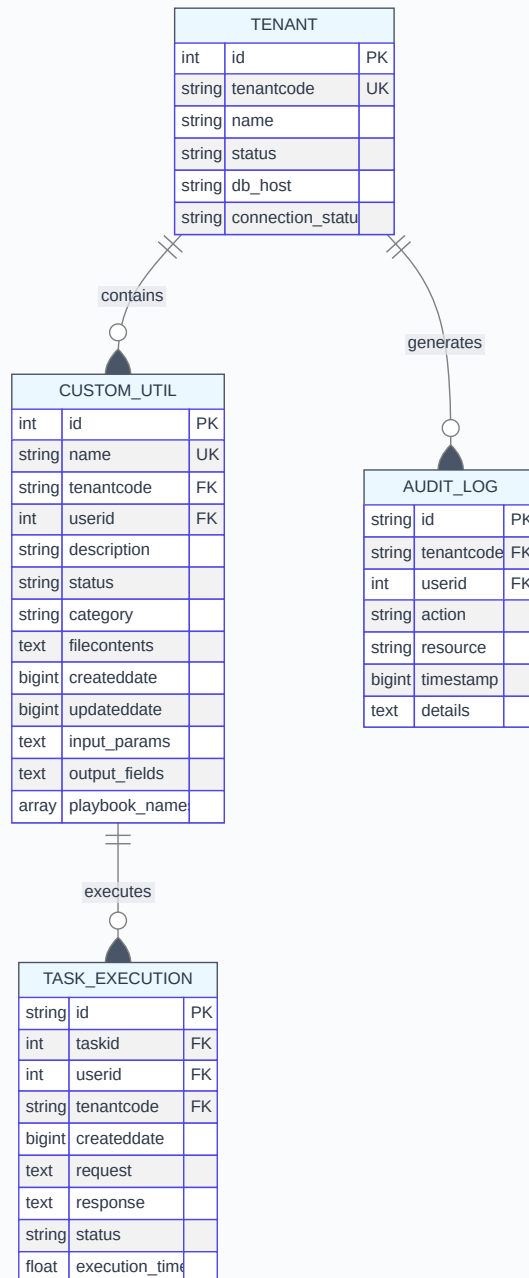 TENANT
int id PK
string tenantcode UK
string name
string status
string db_host
string connection_statu
contains
generates
CUSTOM_UTIL
int id PK
string name UK
string tenantcode FK
int userid FK
string description
string status
string category
text filecontents
bigint createddate
bigint updateddate
text input_params
text output_fields
array playbook_name
AUDIT_LOG
string id PK
string tenantcode FK
int userid FK
string action
string resource
bigint timestamp
text details
executes
TASK_EXECUTION
string id PK
int taskid FK
int userid FK
string tenantcode FK
bigint createddate
text request
text response
string status
float execution_time